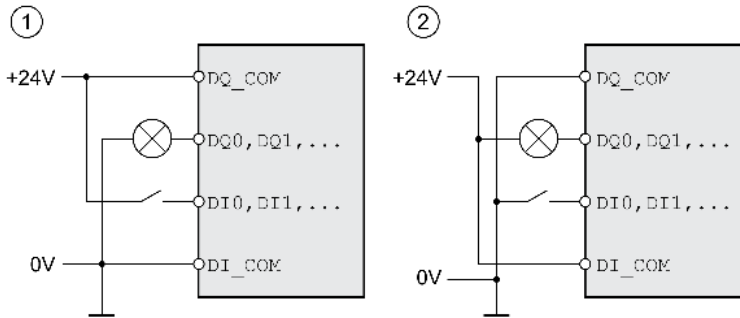 1
+24V
DQ_COM
DQ0,DQ1,...
DI0,DI1,...
0V
DI_COM
2
+24V
DQ_COM
DQ0,DQ1,...
DI0,DI1,...
DI_COM
0V